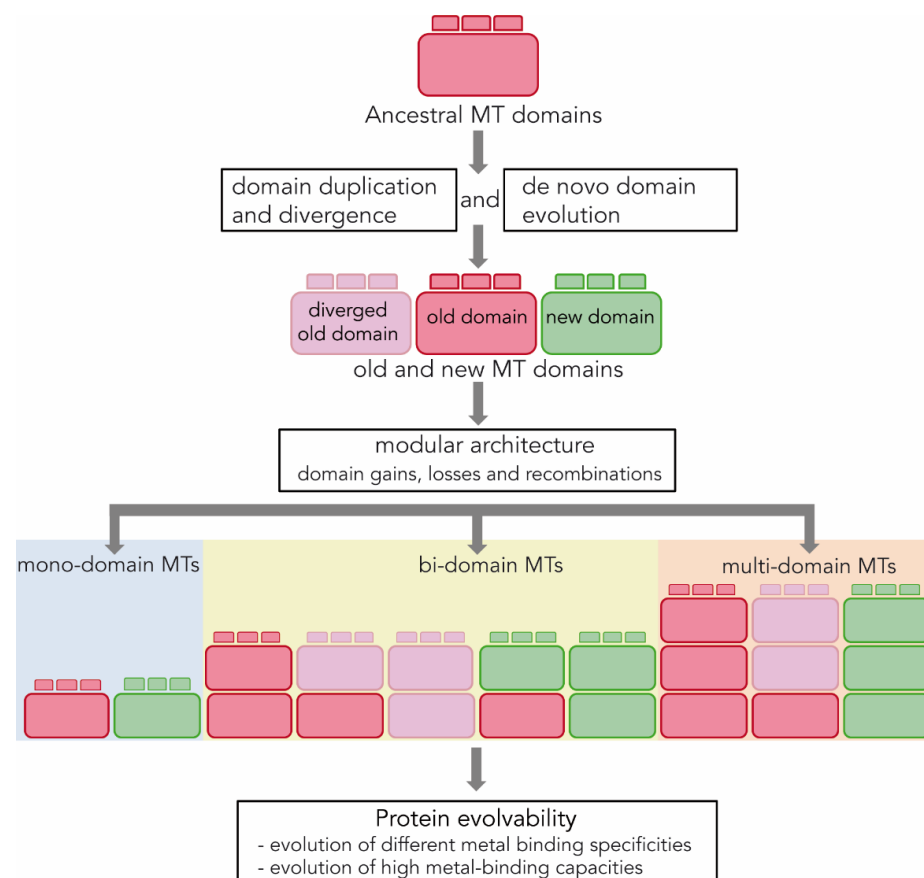 Ancestral MT domains
domain duplication
and divergence
and
de novo domain
evolution
diverged
old domain
old domain
new domain
old and new MT domains
modular architecture
domain gains, losses and recombinations
mono-domain MTs
bi-domain MTs
multi-domain MTs
Protein evolvability
- evolution of different metal binding specificities
- evolution of high metal-binding capacities